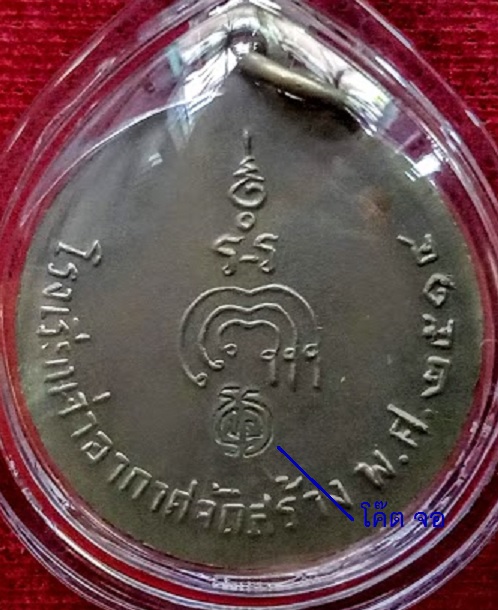 โรงเรียนจ่าอากาศจัดสร้าง พ.ศ. ๒๕๑๔
โค๊ต จอ